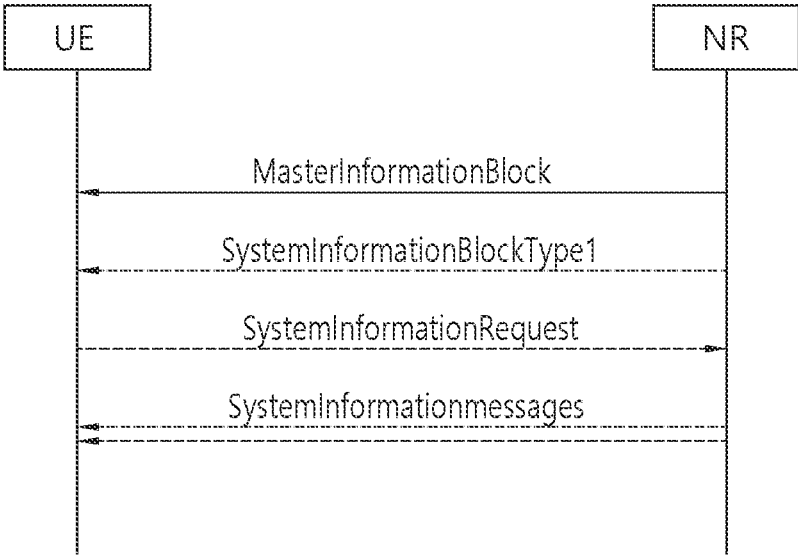 UE
NR
MasterInformationBlock
SystemInformationBlockType1
SystemInformationRequest
SystemInformationmessages